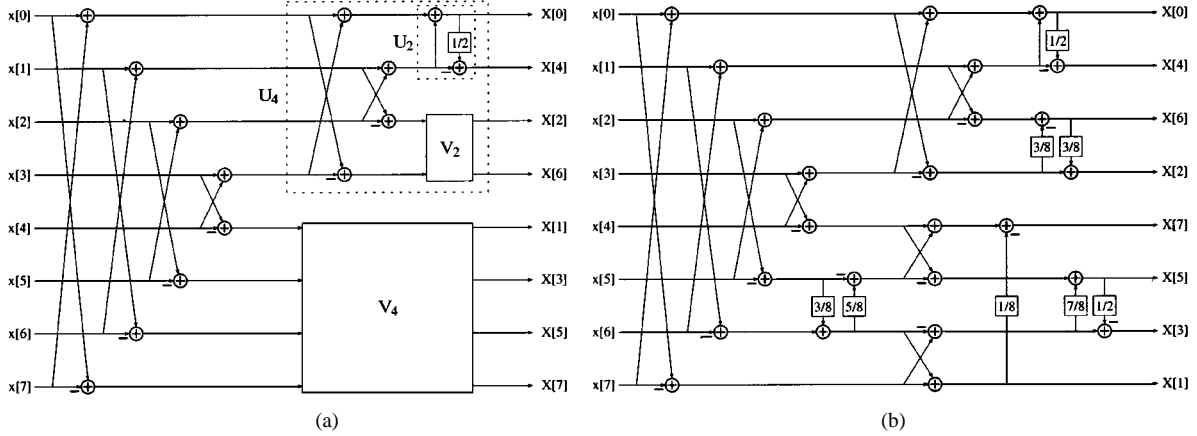 x[0] X[0] x[0] X[0]
U₂ 1/2 1/2
x[1] X[4] x[1] X[4]
U₄
x[2] X[2] x[2] X[6]
V₂ 3/8 3/8
x[3] X[6] x[3] X[2]
x[4] X[1] x[4] X[7]
x[5] X[3] x[5] X[5]
V₄ 3/8 5/8 1/8 7/8 1/2
x[6] X[5] x[6] X[3]
x[7] X[7] x[7] X[1]
(a) (b)